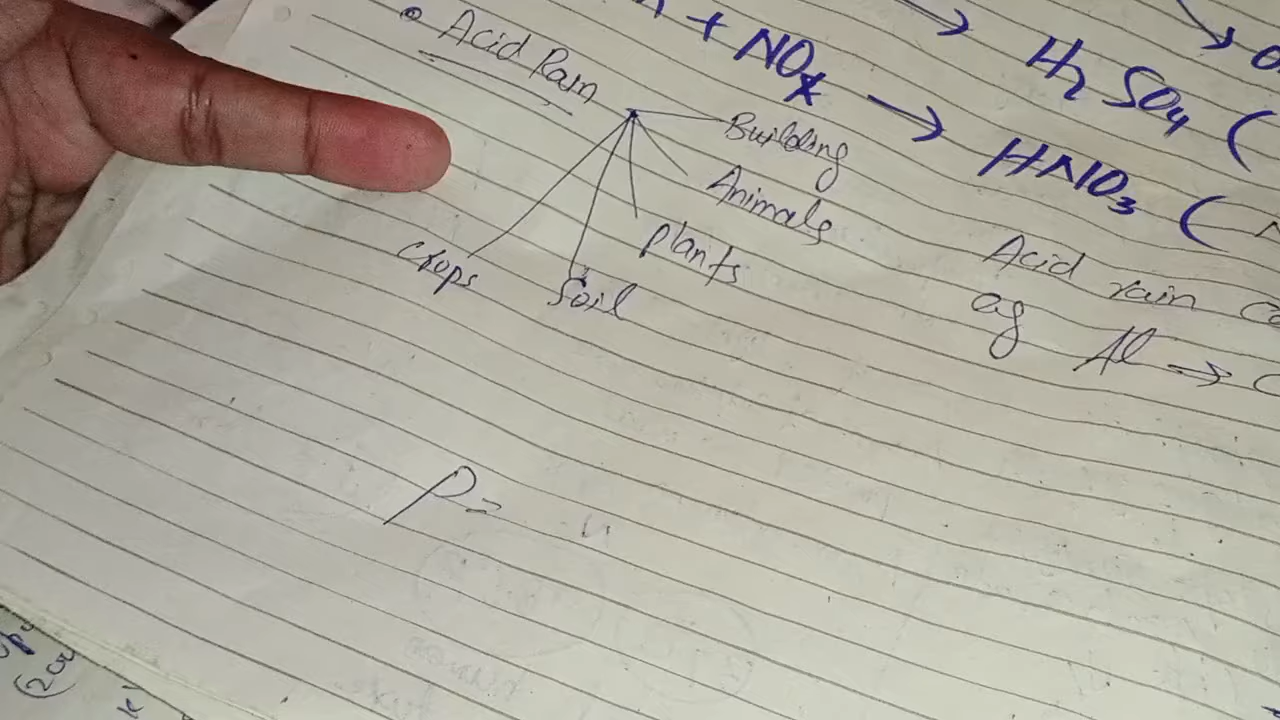 • Acid Rain
+ NOx → H2SO4 (
HNO3 (
Building
Animals
plants
Soil
Crops
Acid rain
eg Al →
P =